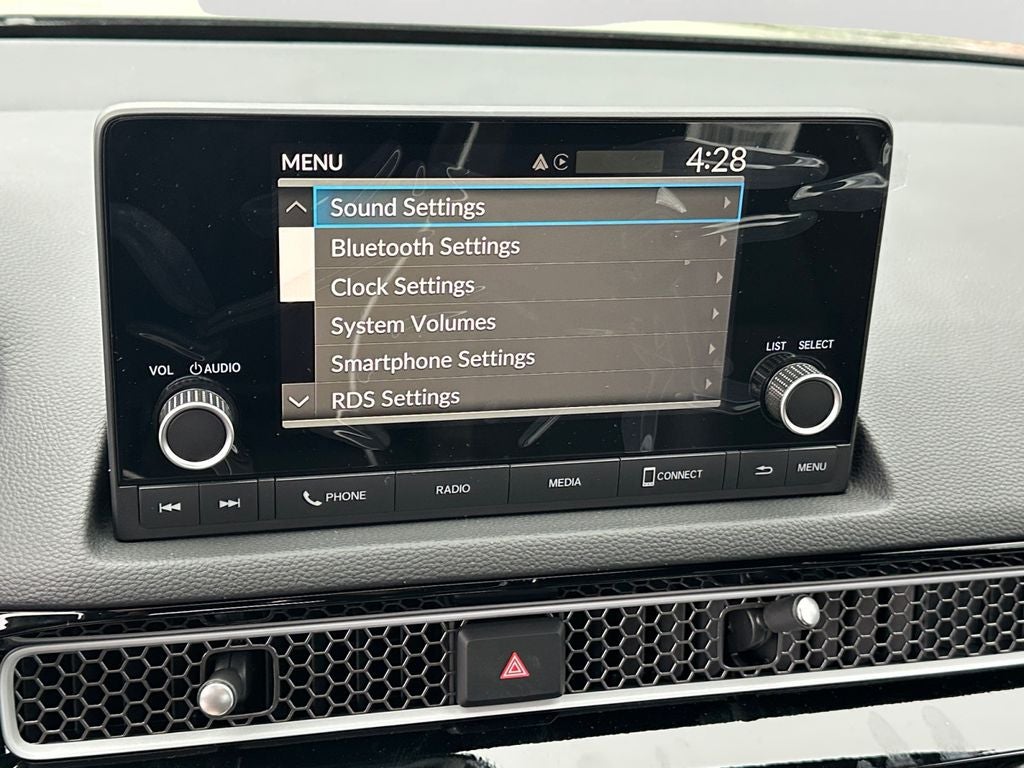 MENU 4:28
Sound Settings
Bluetooth Settings
Clock Settings
System Volumes
Smartphone Settings
RDS Settings
VOL AUDIO
LIST SELECT
PHONE
RADIO
MEDIA
CONNECT
MENU